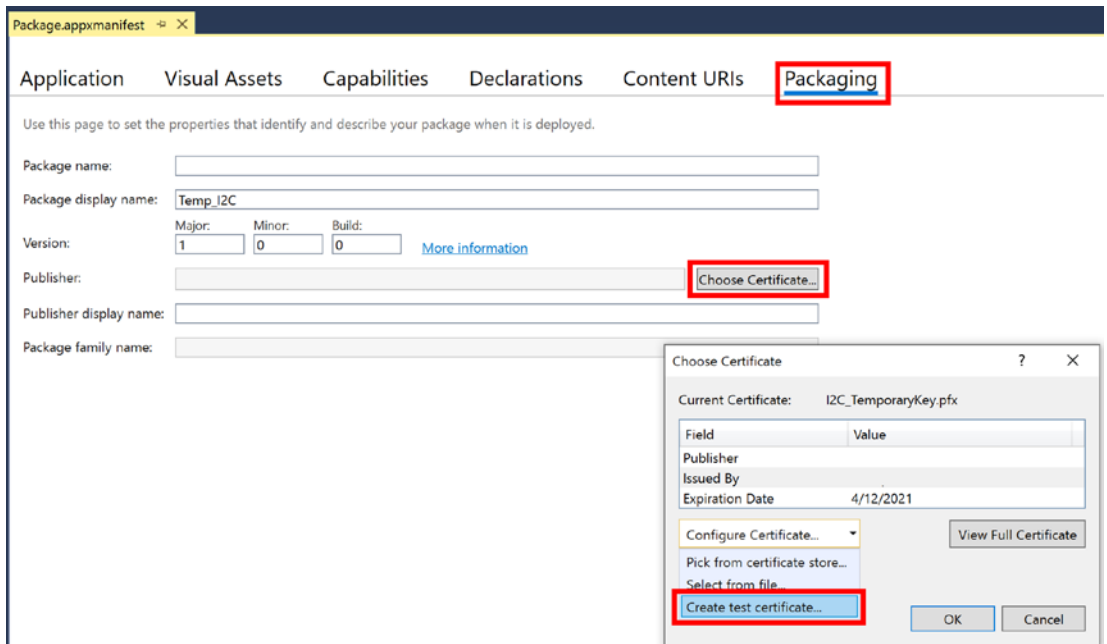 Package.appxmanifest
Application Visual Assets Capabilities Declarations Content URIs Packaging
Use this page to set the properties that identify and describe your package when it is deployed.
Package name:
Package display name: Temp_I2C
Major: Minor: Build:
Version: 1 0 0 More information
Publisher: Choose Certificate...
Publisher display name:
Package family name:
Choose Certificate ? X
Current Certificate: I2C_TemporaryKey.pfx
Field Value
Publisher
Issued By
Expiration Date 4/12/2021
Configure Certificate... View Full Certificate
Pick from certificate store...
Select from file...
Create test certificate...
OK Cancel